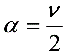 α = ν/2